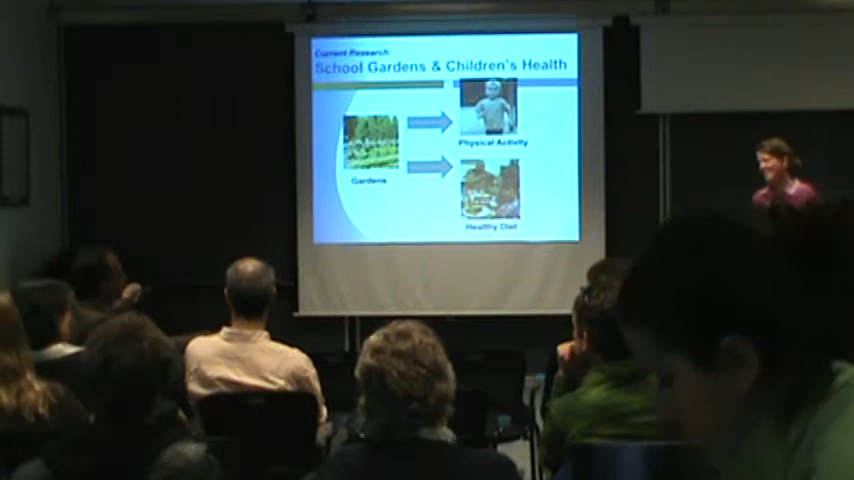 Current Research:
School Gardens & Children's Health
Physical Activity
Gardens
Healthy Diet